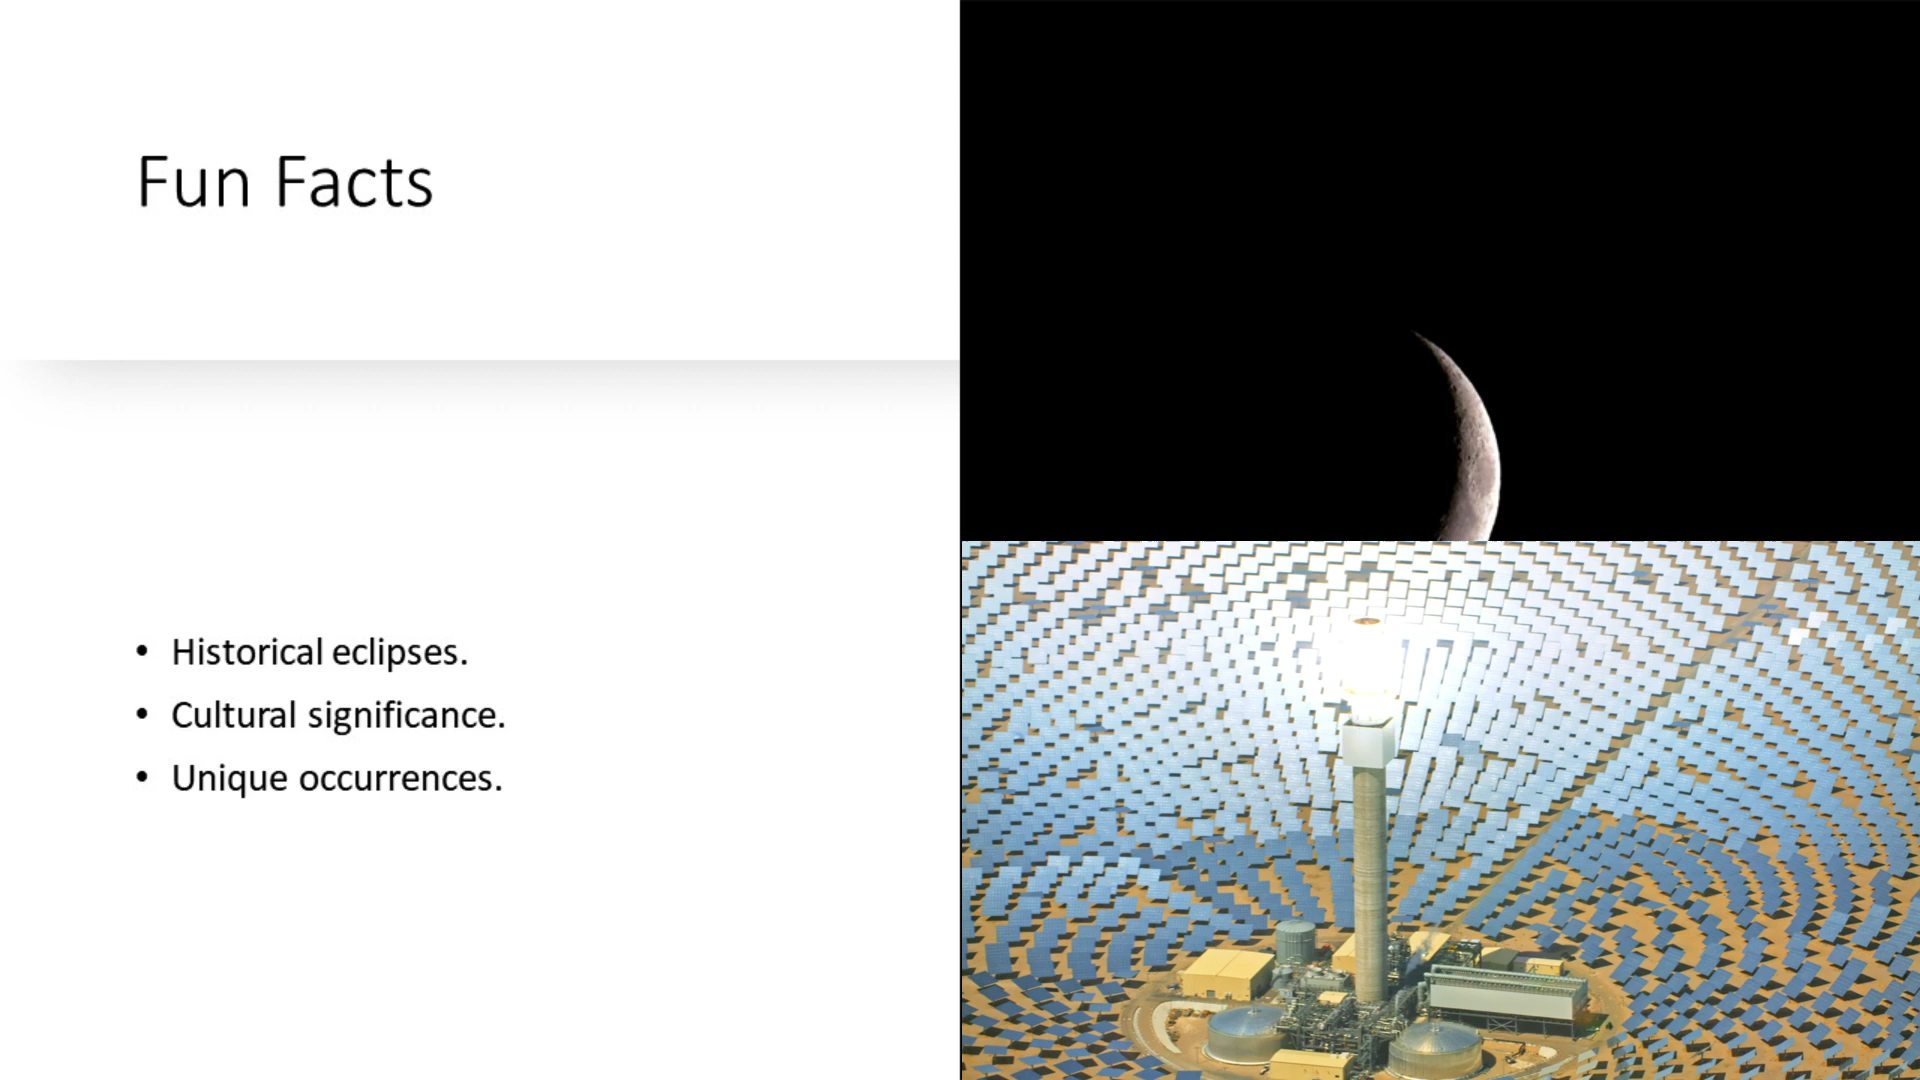 Fun Facts
• Historical eclipses.
• Cultural significance.
• Unique occurrences.